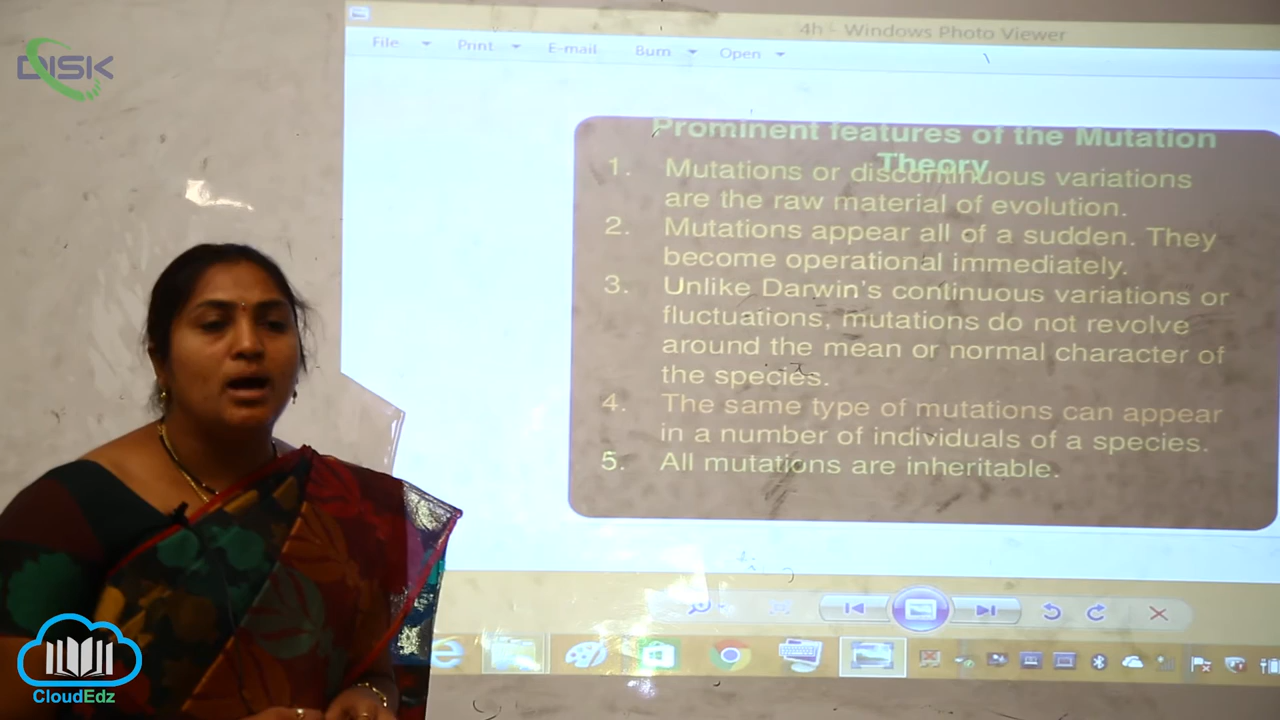 DISK
4h - Windows Photo Viewer
File Print E-mail Burn Open
Prominent features of the Mutation
Theory
1. Mutations or discontinuous variations
are the raw material of evolution.
2. Mutations appear all of a sudden. They
become operational immediately.
3. Unlike Darwin's continuous variations or
fluctuations, mutations do not revolve
around the mean or normal character of
the species.
4. The same type of mutations can appear
in a number of individuals of a species.
5. All mutations are inheritable.
CloudEdz